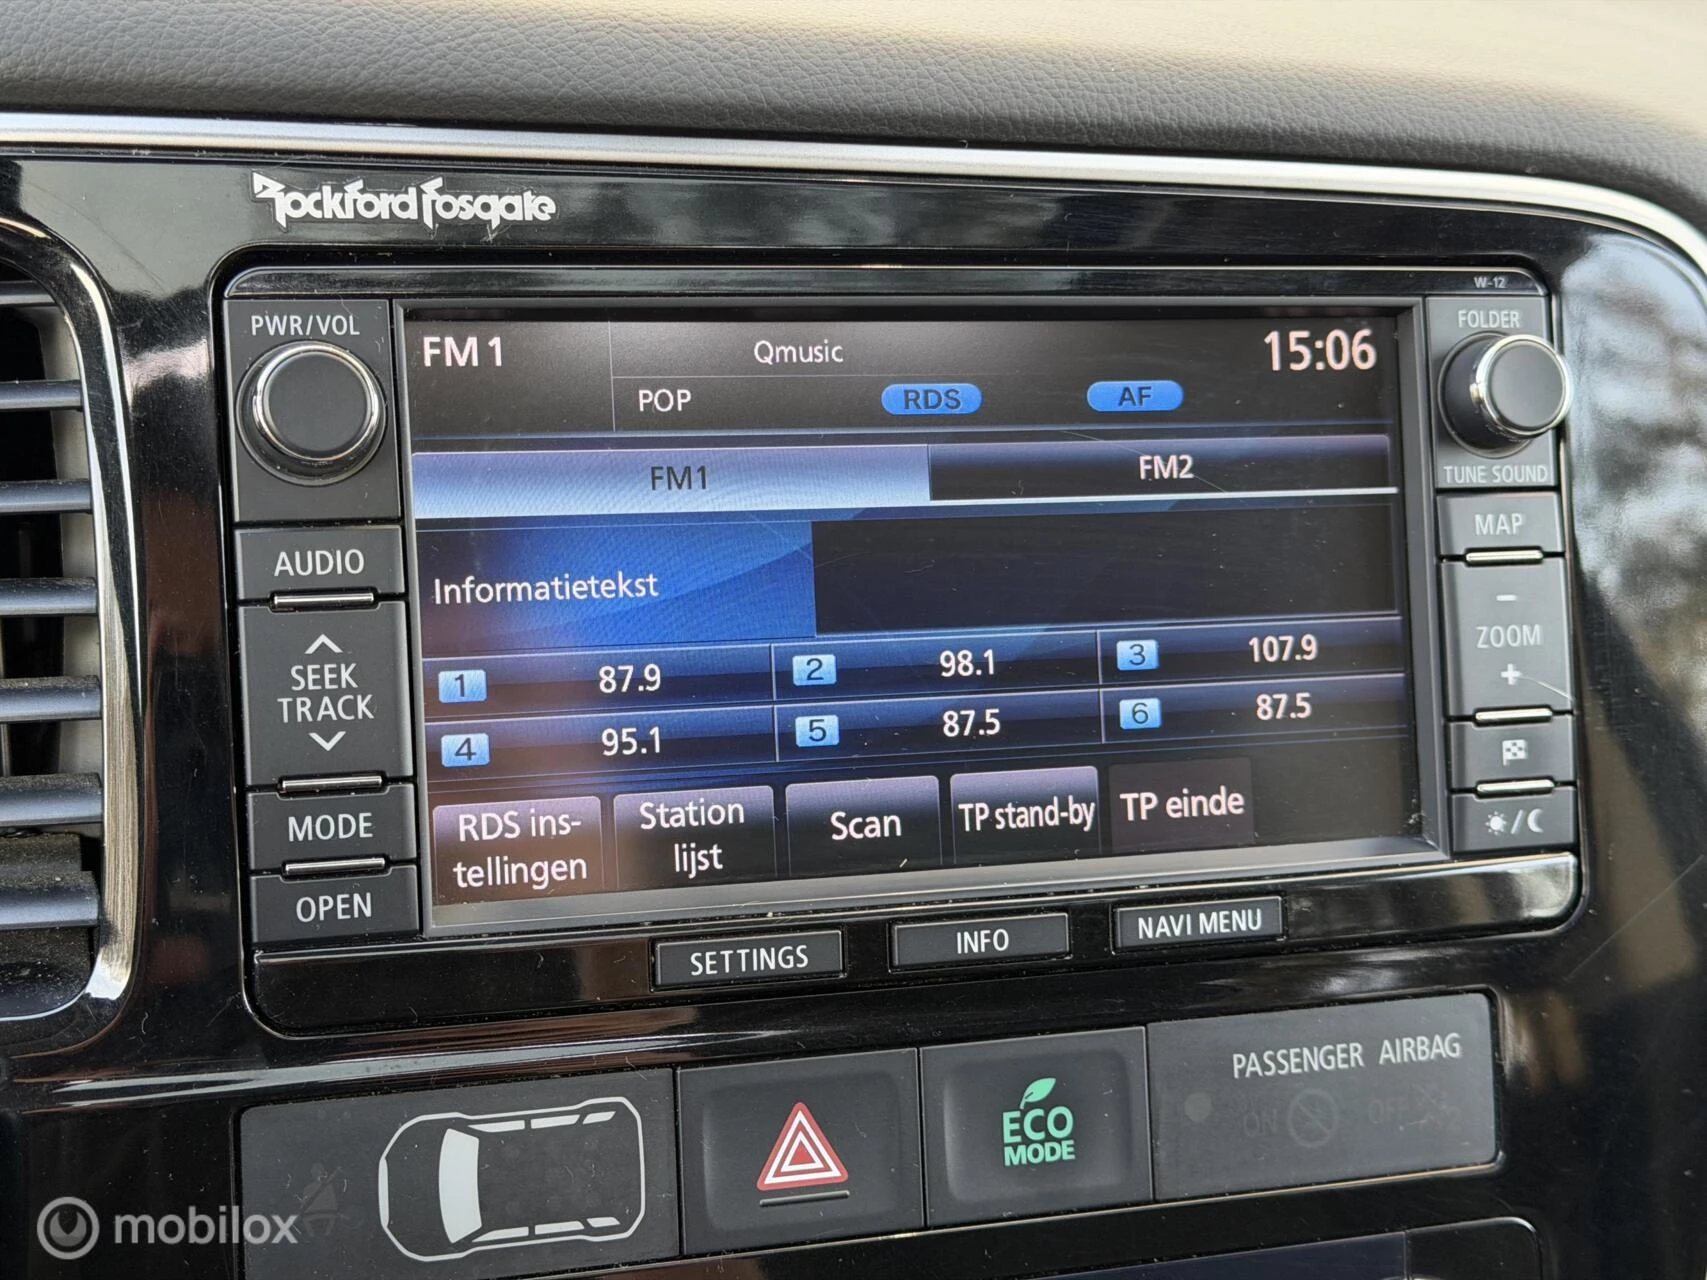 Rockford Fosgate
W-12
PWR/VOL
FOLDER
FM 1
Qmusic
15:06
POP
RDS
AF
FM1
FM2
TUNE SOUND
AUDIO
MAP
Informatietekst
-
ZOOM
+
SEEK
TRACK
1 87.9
2 98.1
3 107.9
4 95.1
5 87.5
6 87.5
MODE
RDS ins-
tellingen
Station
lijst
Scan
TP stand-by
TP einde
OPEN
SETTINGS
INFO
NAVI MENU
ECO
MODE
PASSENGER AIRBAG
ON
OFF
mobilox